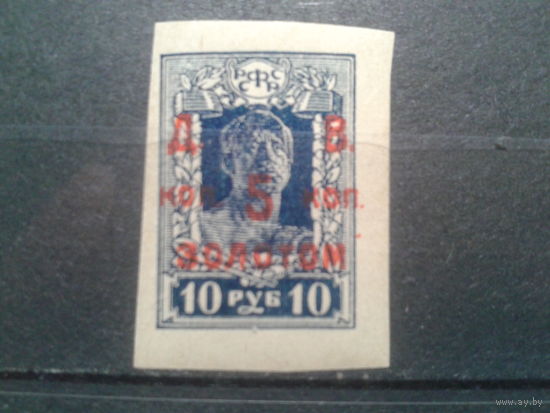 РСФСР
Д. В.
коп 5 коп.
золотом
10 РУБ 10
www.ay.by